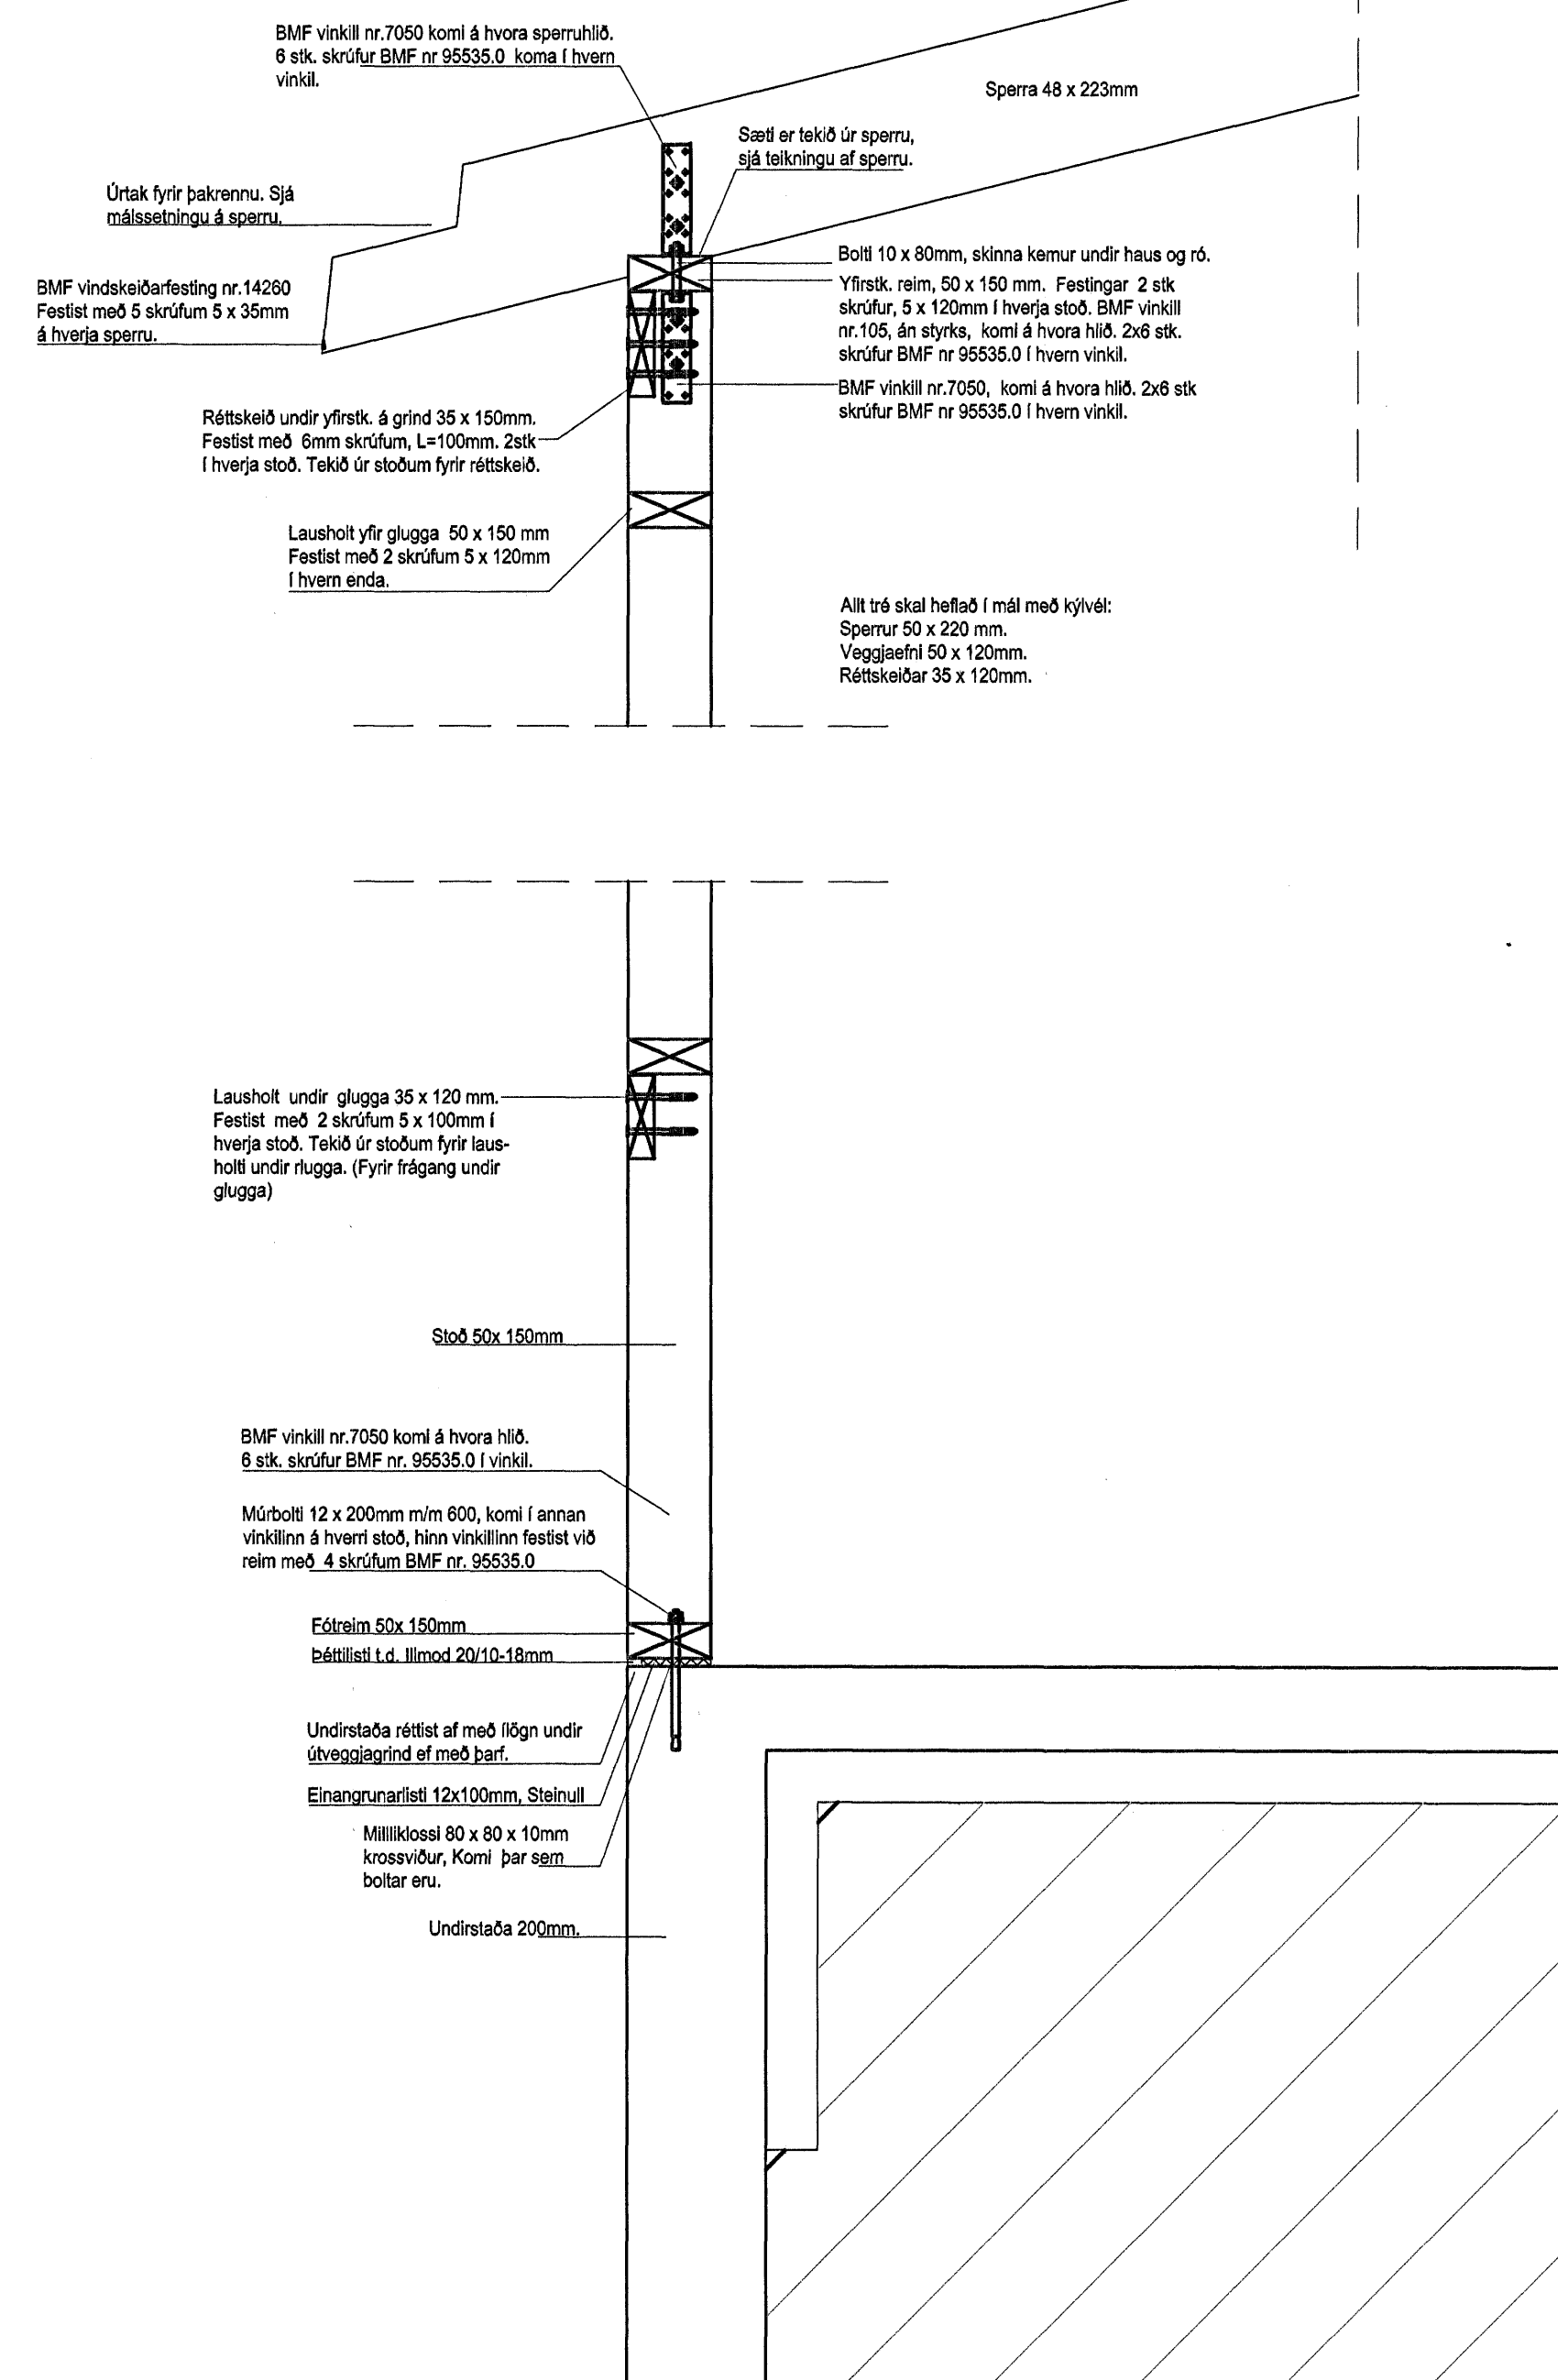 BMF vinkill nr.7050 komi á hvora sperruhlið.
6 stk. skrúfur BMF nr 95535.0 koma í hvern
vinkil.
Sperra 48 x 223mm
Sæti er tekið úr sperru,
sjá teikningu af sperru.
Úrtak fyrir þakrennu. Sjá
málssetningu á sperru.
BMF vindskeiðarfesting nr.14260
Festist með 5 skrúfum 5 x 35mm
á hverja sperru.
Bolti 10 x 80mm, skinna kemur undir haus og ró.
Yfirstk. reim, 50 x 150 mm. Festingar 2 stk
skrúfur, 5 x 120mm í hverja stoð. BMF vinkill
nr.105, án styrks, komi á hvora hlið. 2x6 stk.
skrúfur BMF nr 95535.0 í hvern vinkil.
BMF vinkill nr.7050, komi á hvora hlið. 2x6 stk
skrúfur BMF nr 95535.0 í hvern vinkil.
Réttskeið undir yfirstk. á grind 35 x 150mm.
Festist með 6mm skrúfum, L=100mm. 2stk
í hverja stoð. Tekið úr stoðum fyrir réttskeið.
Lausholt yfir glugga 50 x 150 mm
Festist með 2 skrúfum 5 x 120mm
í hvern enda.
Allt tré skal heflað í mál með kýlvél:
Sperrur 50 x 220 mm.
Veggjaefni 50 x 120mm.
Réttskeiðar 35 x 120mm.
Lausholt undir glugga 35 x 120 mm.
Festist með 2 skrúfum 5 x 100mm í
hverja stoð. Tekið úr stoðum fyrir laus-
holti undir rlugga. (Fyrir frágang undir
glugga)
Stoð 50x 150mm
BMF vinkill nr.7050 komi á hvora hlið.
6 stk. skrúfur BMF nr. 95535.0 í vinkil.
Múrbolti 12 x 200mm m/m 600, komi í annan
vinkilinn á hverri stoð, hinn vinkillinn festist við
reim með 4 skrúfum BMF nr. 95535.0
Fótreim 50x 150mm
Þéttilisti t.d. Illmod 20/10-18mm
Undirstaða réttist af með ílögn undir
útveggjagrind ef með þarf.
Einangrunarlisti 12x100mm, Steinull
Milliklossi 80 x 80 x 10mm
krossviður, Komi þar sem
boltar eru.
Undirstaða 200mm.